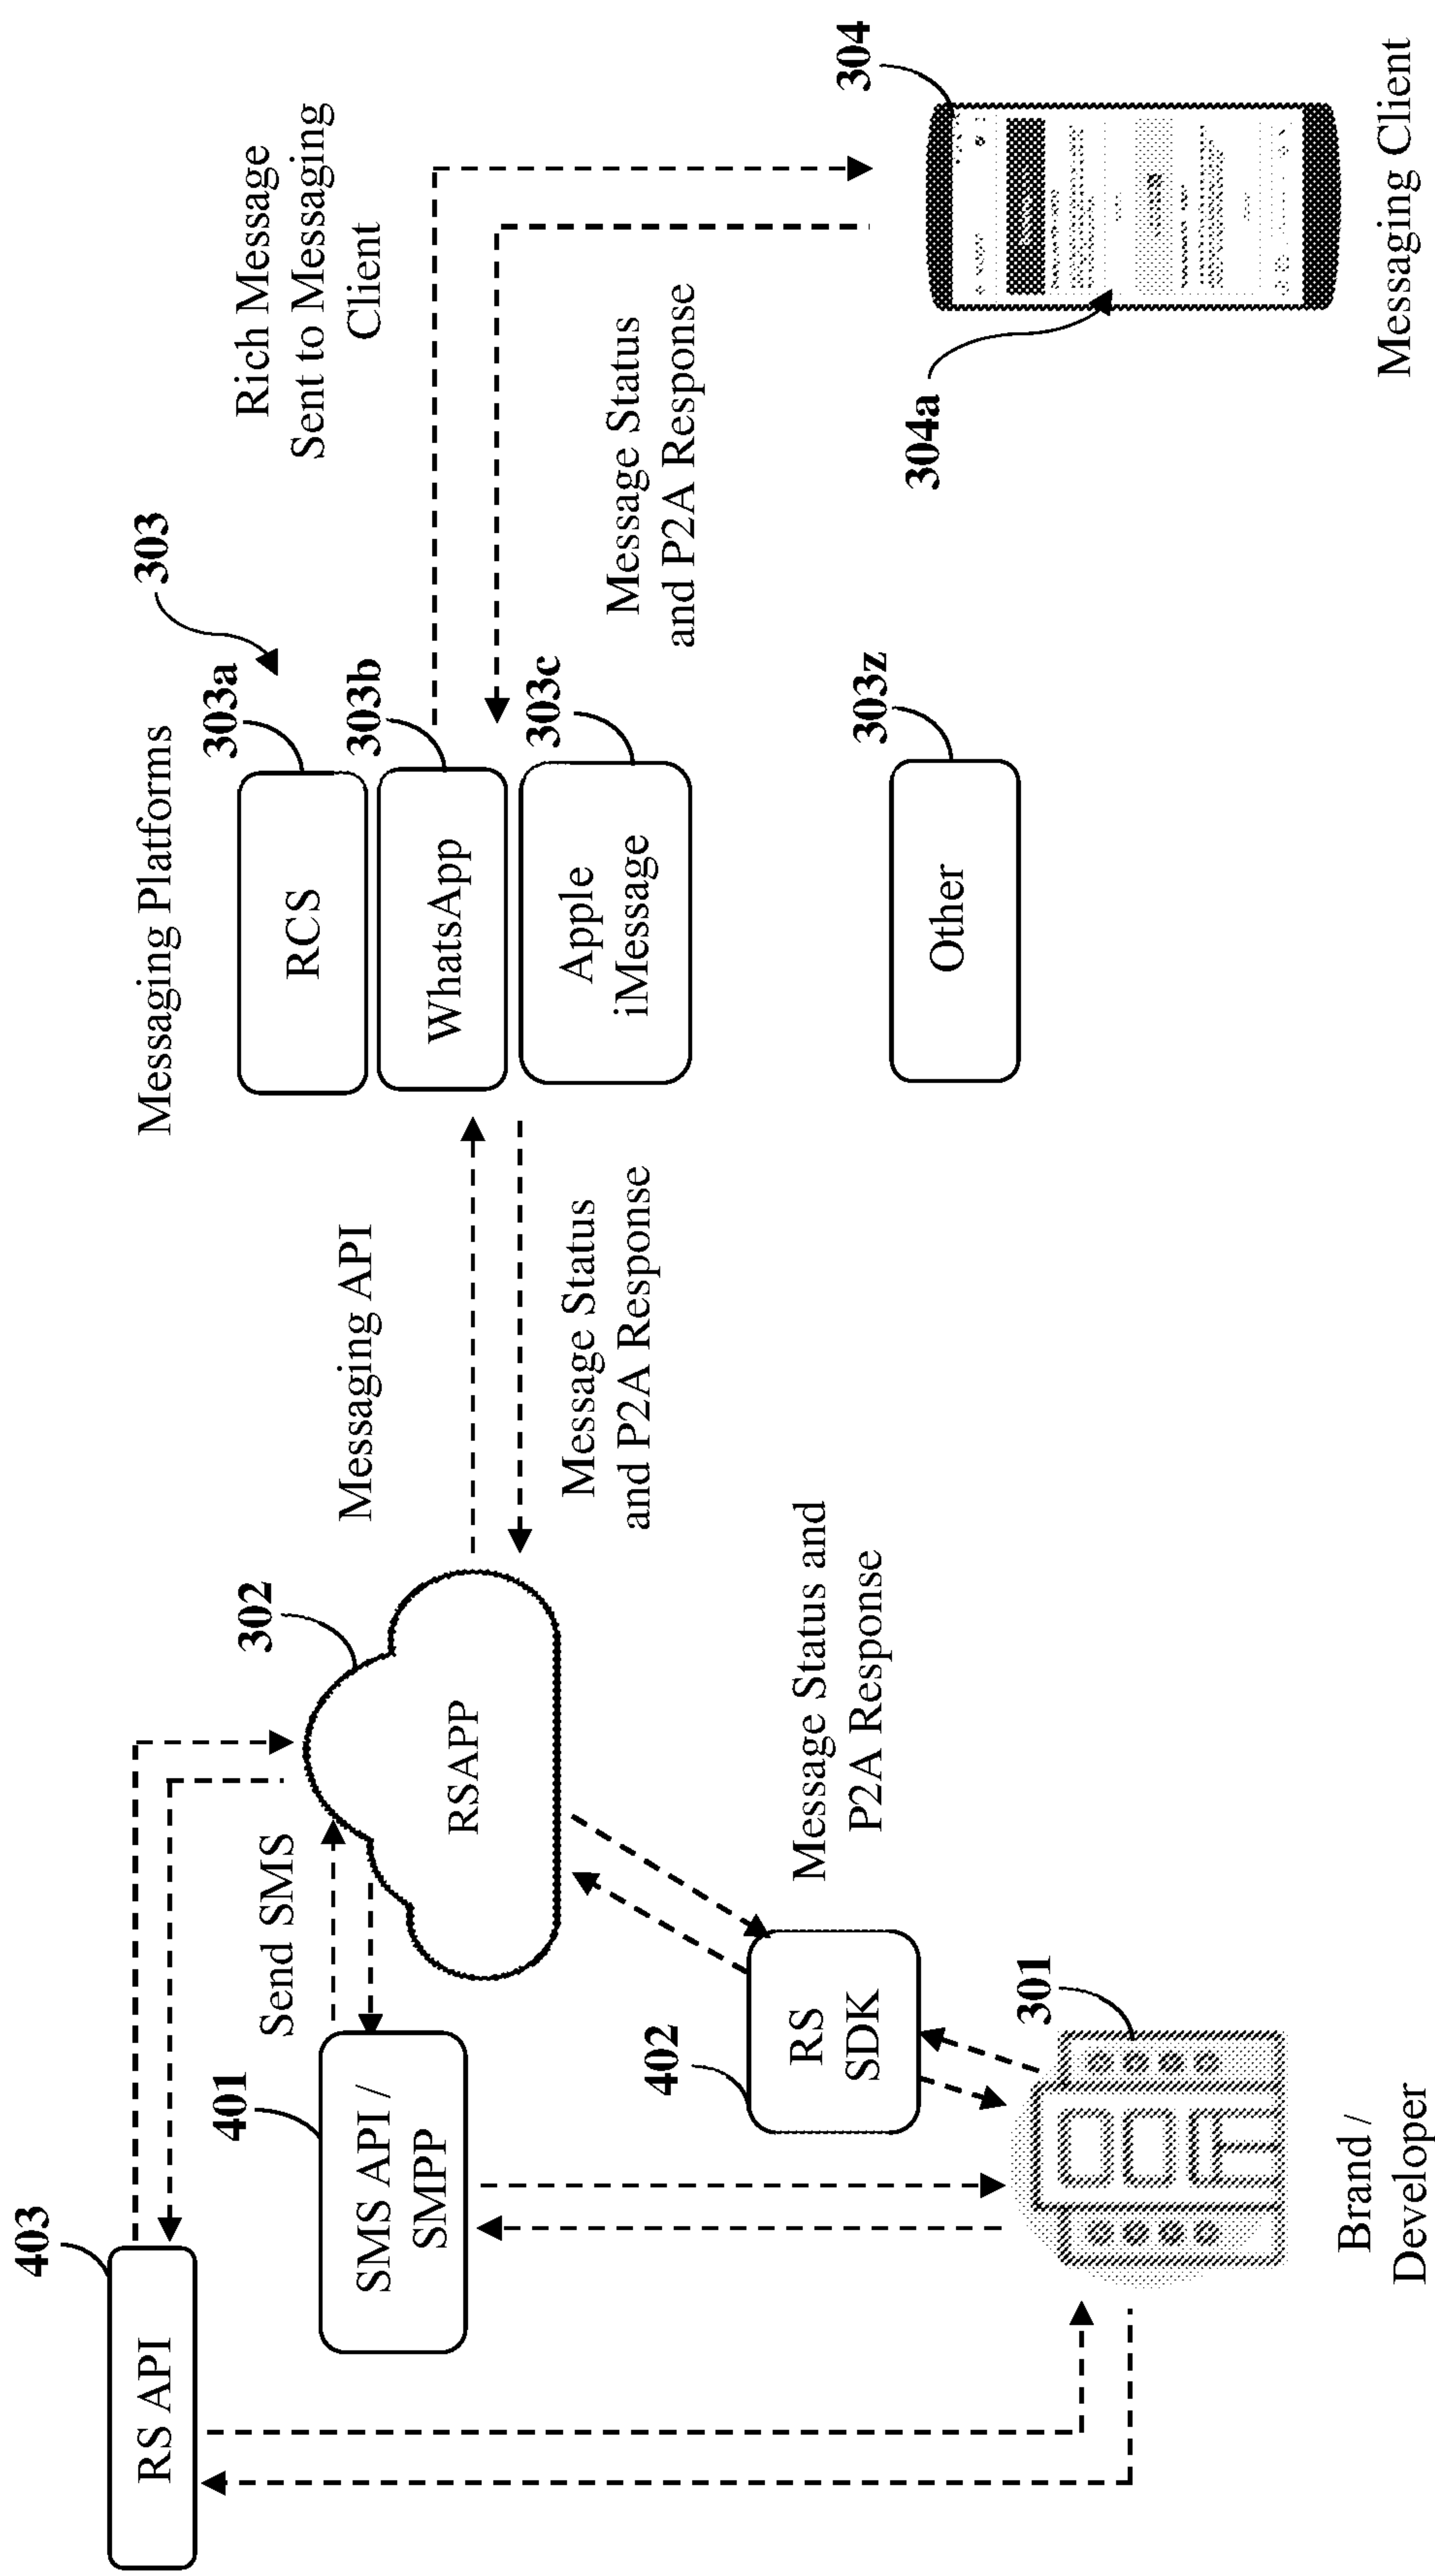 403
RS API
401
SMS API /
SMPP
Send SMS
302
RSAPP
402
RS
SDK
Message Status and
P2A Response
301
Brand /
Developer
Messaging API
Message Status
and P2A Response
Messaging Platforms
303
303a
RCS
303b
WhatsApp
303c
Apple
iMessage
303z
Other
Rich Message
Sent to Messaging
Client
Message Status
and P2A Response
304
304a
Messaging Client